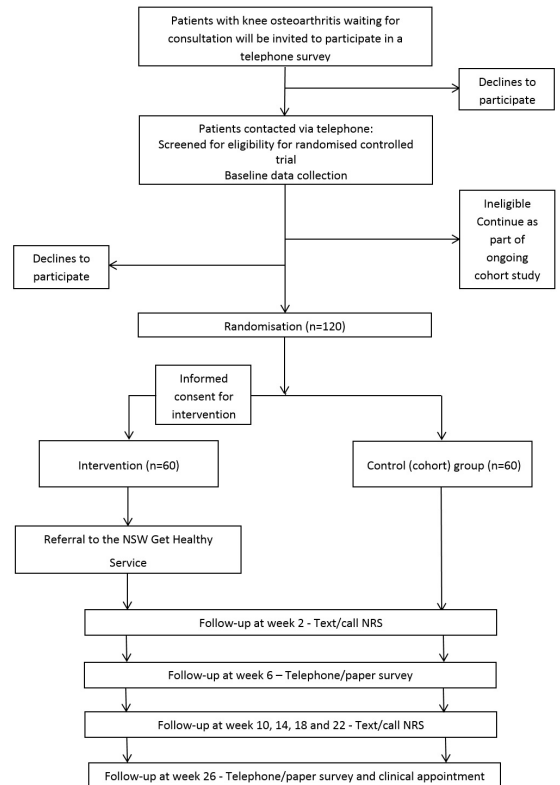 Patients with knee osteoarthritis waiting for
consultation will be invited to participate in a
telephone survey
Declines to
participate
Patients contacted via telephone:
Screened for eligibility for randomised controlled
trial
Baseline data collection
Ineligible
Continue as
part of
ongoing
cohort study
Declines to
participate
Randomisation (n=120)
Informed
consent for
intervention
Intervention (n=60)
Control (cohort) group (n=60)
Referral to the NSW Get Healthy
Service
Follow-up at week 2 - Text/call NRS
Follow-up at week 6 – Telephone/paper survey
Follow-up at week 10, 14, 18 and 22 - Text/call NRS
Follow-up at week 26 - Telephone/paper survey and clinical appointment